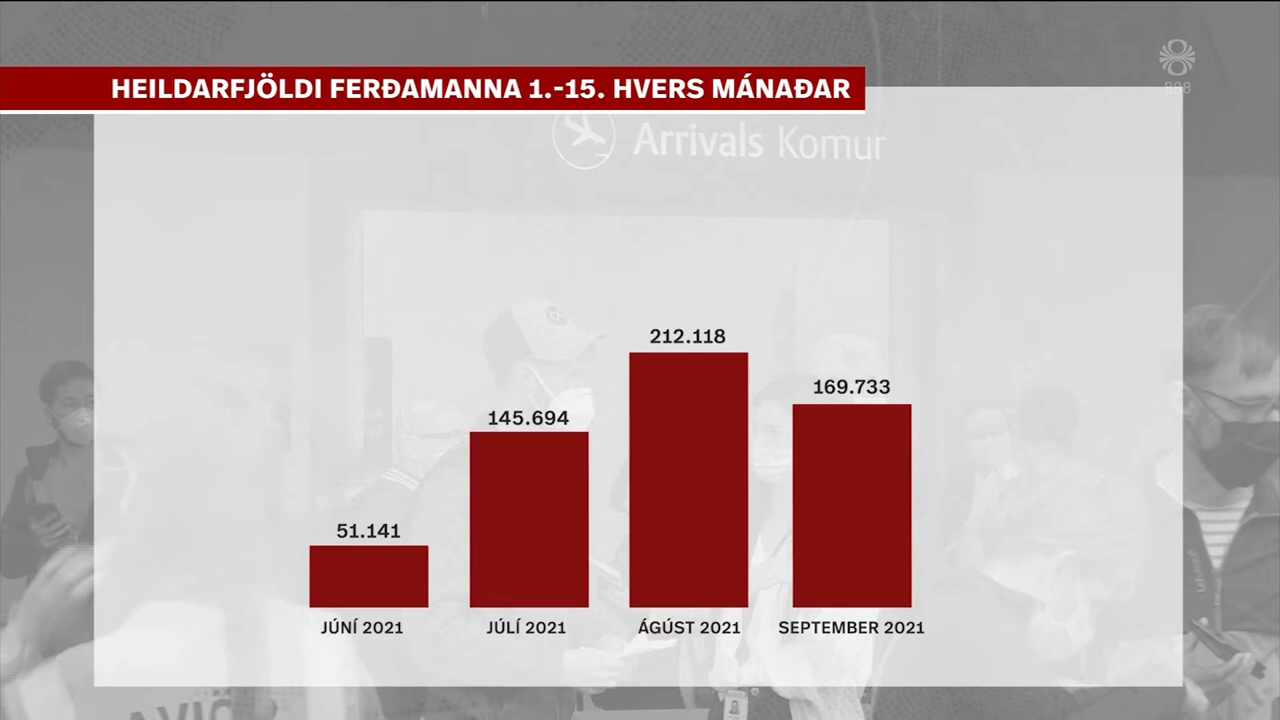 HEILDARFJÖLDI FERÐAMANNA 1.-15. HVERS MÁNAÐAR
888
Arrivals Komur
212.118
169.733
145.694
51.141
JÚNÍ 2021
JÚLÍ 2021
ÁGÚST 2021
SEPTEMBER 2021